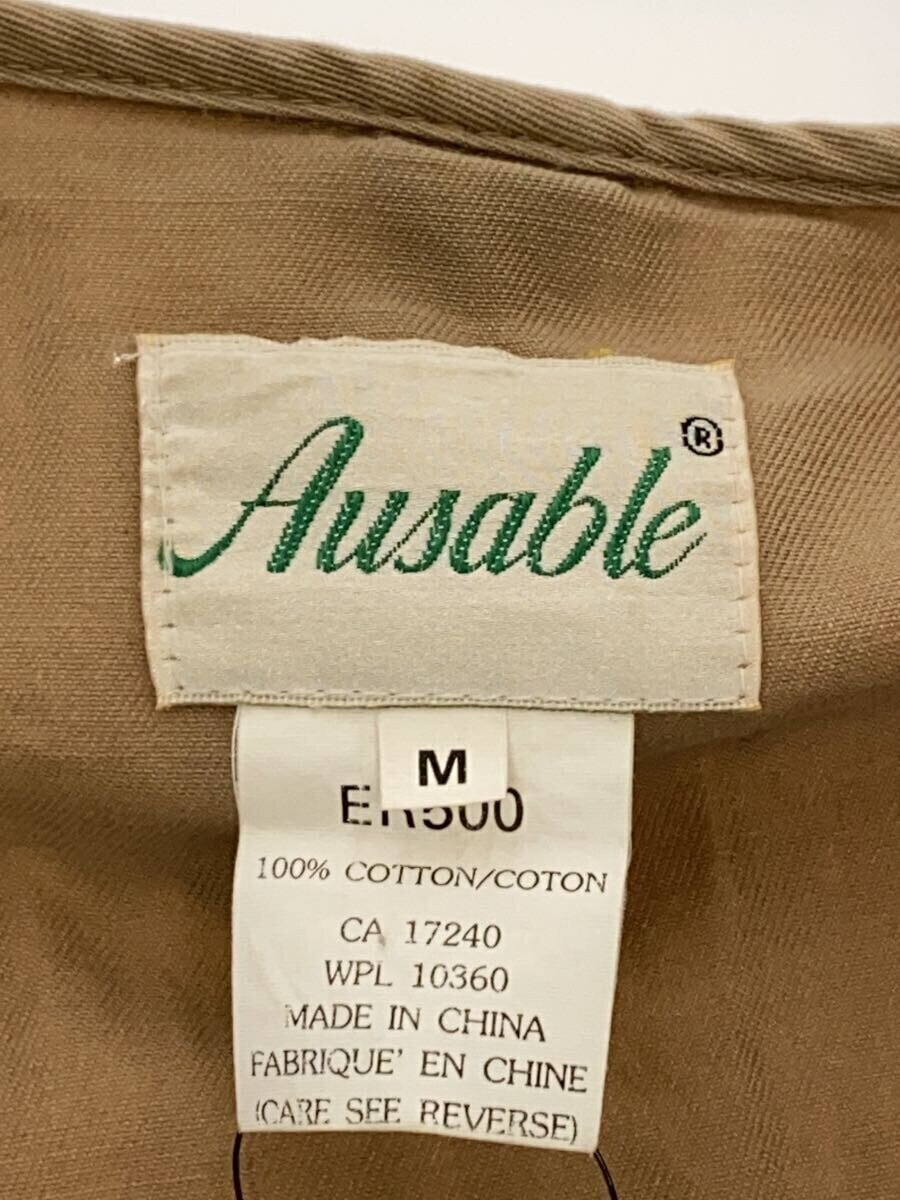 Ausable®
M
ER500
100% COTTON/COTON
CA 17240
WPL 10360
MADE IN CHINA
FABRIQUE' EN CHINE
(CARE SEE REVERSE)